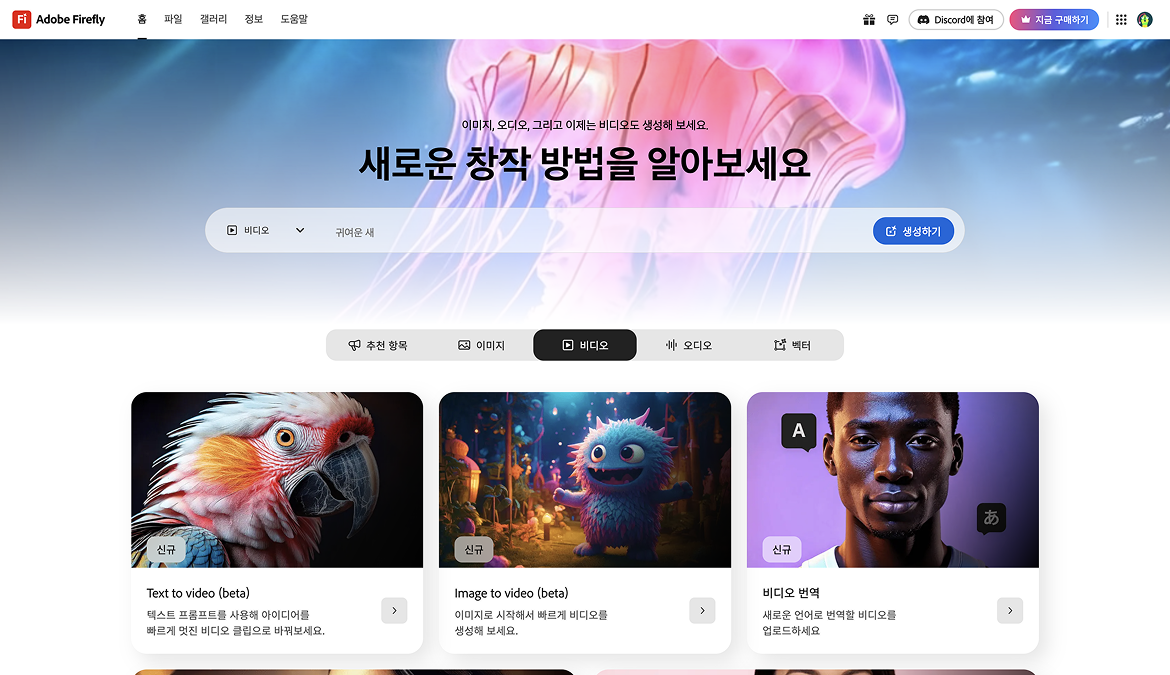 Fi Adobe Firefly
홈 파일 갤러리 정보 도움말
Discord에 참여 지금 구매하기
이미지, 오디오, 그리고 이제는 비디오도 생성해 보세요.
새로운 창작 방법을 알아보세요
비디오 귀여운 새 생성하기
추천 항목 이미지 비디오 오디오 벡터
신규
Text to video (beta)
텍스트 프롬프트를 사용해 아이디어를
빠르게 멋진 비디오 클립으로 바꿔보세요.
신규
Image to video (beta)
이미지로 시작해서 빠르게 비디오를
생성해 보세요.
A
あ
신규
비디오 번역
새로운 언어로 번역할 비디오를
업로드하세요